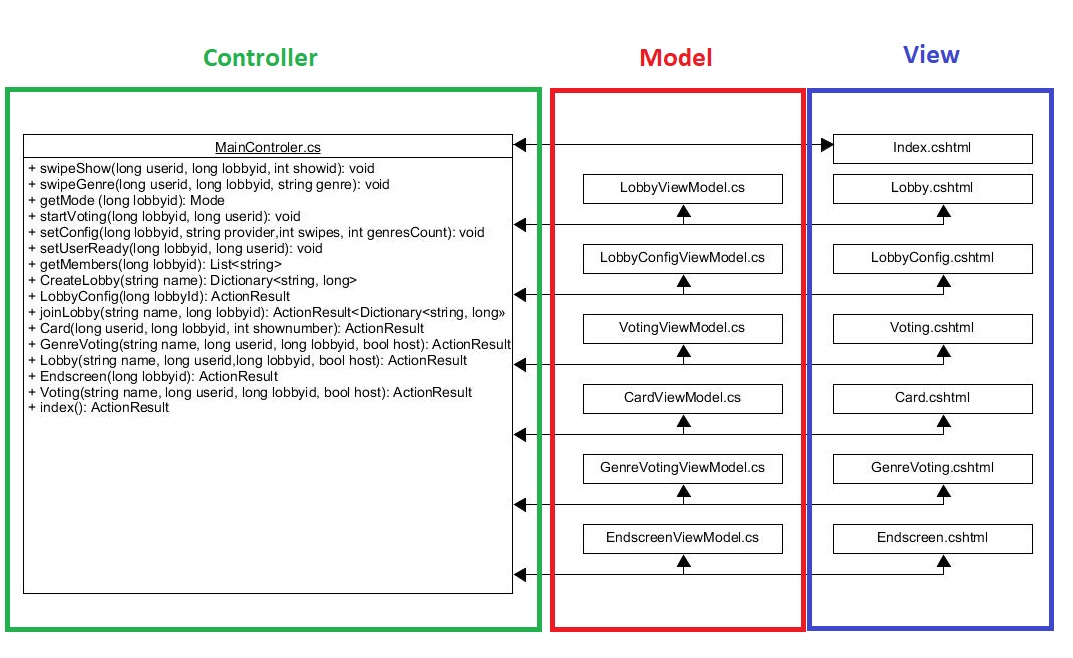 Controller
Model
View
MainControler.cs
+ swipeShow(long userid, long lobbyid, int showid): void
+ swipeGenre(long userid, long lobbyid, string genre): void
+ getMode (long lobbyid): Mode
+ startVoting(long lobbyid, long userid): void
+ setConfig(long lobbyid, string provider,int swipes, int genresCount): void
+ setUserReady(long lobbyid, long userid): void
+ getMembers(long lobbyid): List<string>
+ CreateLobby(string name): Dictionary<string, long>
+ LobbyConfig(long lobbyId): ActionResult
+ joinLobby(string name, long lobbyid): ActionResult<Dictionary<string, long»
+ Card(long userid, long lobbyid, int shownumber): ActionResult
+ GenreVoting(string name, long userid, long lobbyid, bool host): ActionResult
+ Lobby(string name, long userid,long lobbyid, bool host): ActionResult
+ Endscreen(long lobbyid): ActionResult
+ Voting(string name, long userid, long lobbyid, bool host): ActionResult
+ index(): ActionResult
LobbyViewModel.cs
LobbyConfigViewModel.cs
VotingViewModel.cs
CardViewModel.cs
GenreVotingViewModel.cs
EndscreenViewModel.cs
Index.cshtml
Lobby.cshtml
LobbyConfig.cshtml
Voting.cshtml
Card.cshtml
GenreVoting.cshtml
Endscreen.cshtml